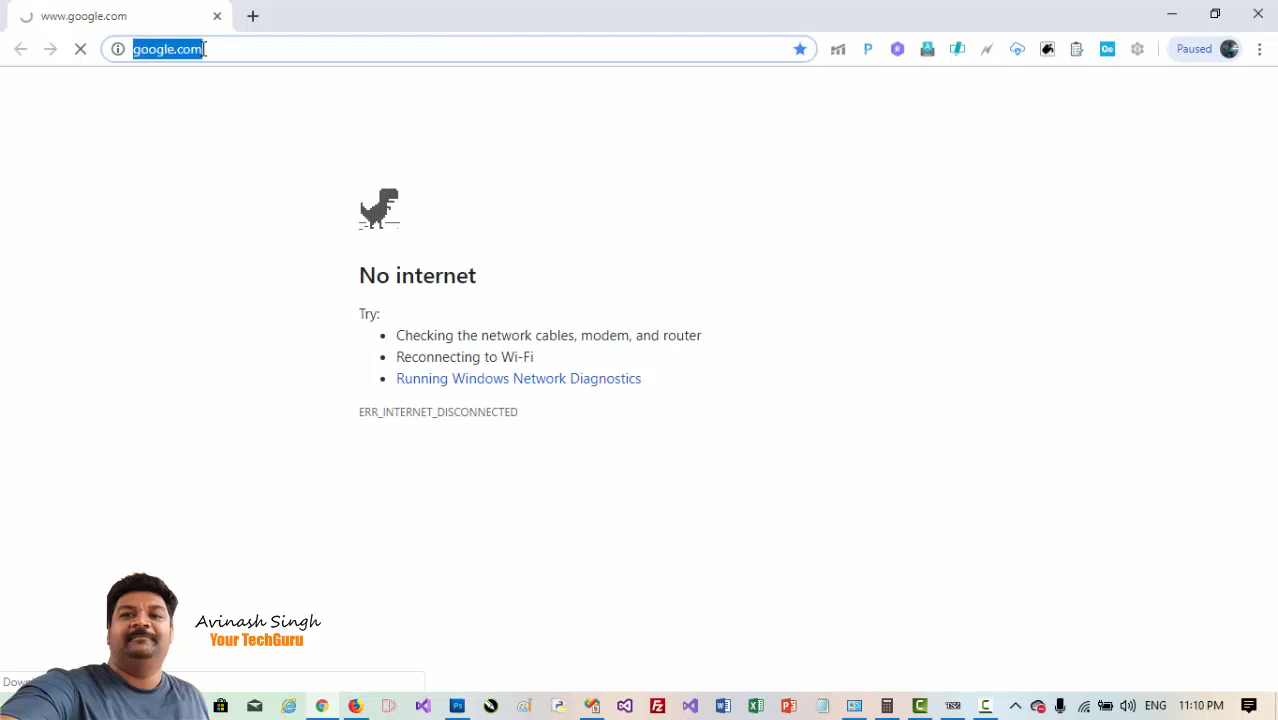 www.google.com
google.com
Paused
No internet
Try:
Checking the network cables, modem, and router
Reconnecting to Wi-Fi
Running Windows Network Diagnostics
ERR_INTERNET_DISCONNECTED
Avinash Singh
Your TechGuru
ENG
11:10 PM